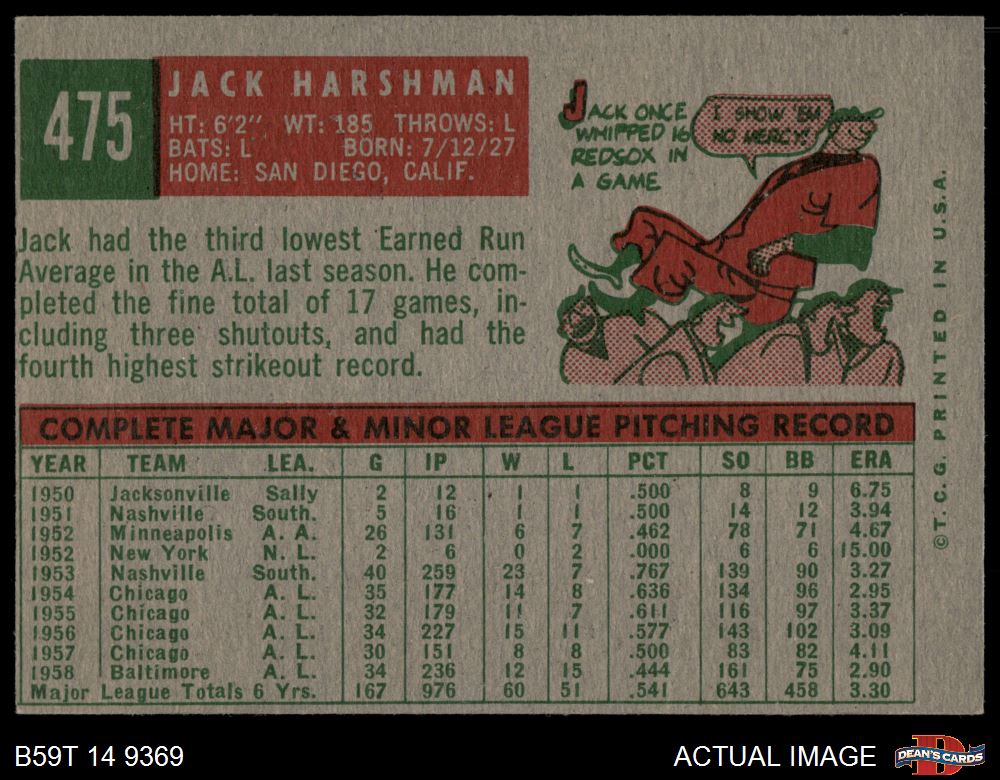 475
JACK HARSHMAN
HT: 6'2" WT: 185 THROWS: L
BATS: L BORN: 7/12/27
HOME: SAN DIEGO, CALIF.
JACK ONCE
WHIPPED 16
REDSOX IN
A GAME
I SHOW EM
NO MERCY!
Jack had the third lowest Earned Run
Average in the A.L. last season. He com-
pleted the fine total of 17 games, in-
cluding three shutouts, and had the
fourth highest strikeout record.
COMPLETE MAJOR & MINOR LEAGUE PITCHING RECORD
YEAR TEAM LEA. G IP W L PCT SO BB ERA
1950 Jacksonville Sally 2 12 1 1 .500 8 9 6.75
1951 Nashville South. 5 16 1 1 .500 14 12 3.94
1952 Minneapolis A. A. 26 131 6 7 .462 78 71 4.67
1952 New York N. L. 2 6 0 2 .000 6 6 15.00
1953 Nashville South. 40 259 23 7 .767 139 90 3.27
1954 Chicago A. L. 35 177 14 8 .636 134 96 2.95
1955 Chicago A. L. 32 179 11 7 .611 116 97 3.37
1956 Chicago A. L. 34 227 15 11 .577 143 102 3.09
1957 Chicago A. L. 30 151 8 8 .500 83 82 4.11
1958 Baltimore A. L. 34 236 12 15 .444 161 75 2.90
Major League Totals 6 Yrs. 167 976 60 51 .541 643 458 3.30
©T. C. G. PRINTED IN U.S.A.
B59T 14 9369
ACTUAL IMAGE
DEAN'S CARDS